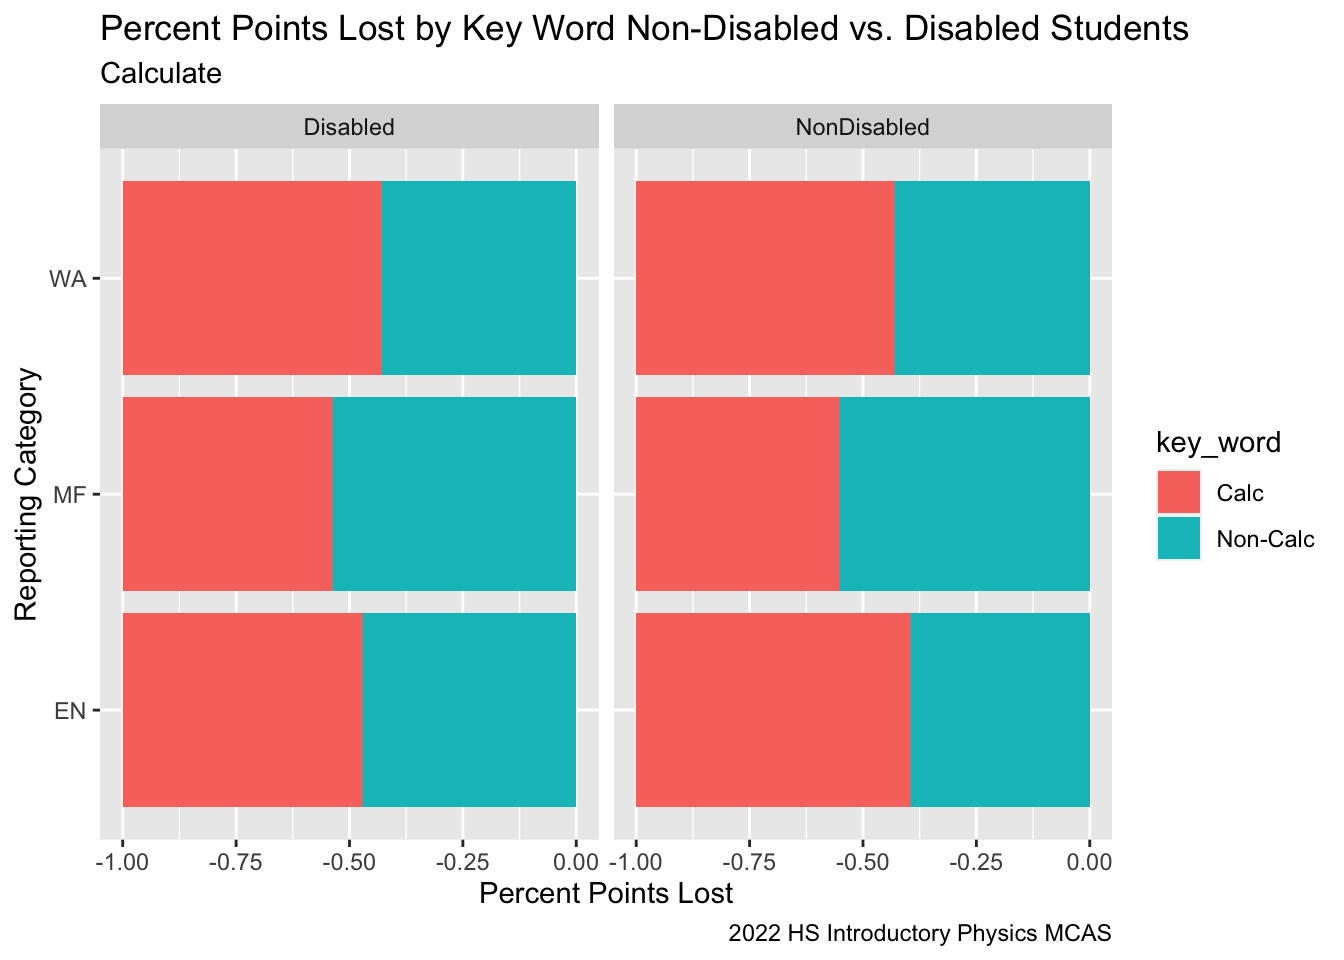 Percent Points Lost by Key Word Non-Disabled vs. Disabled Students
Calculate
Disabled
NonDisabled
Reporting Category
WA
MF
EN
-1.00 -0.75 -0.50 -0.25 0.00
-1.00 -0.75 -0.50 -0.25 0.00
Percent Points Lost
key_word
Calc
Non-Calc
2022 HS Introductory Physics MCAS